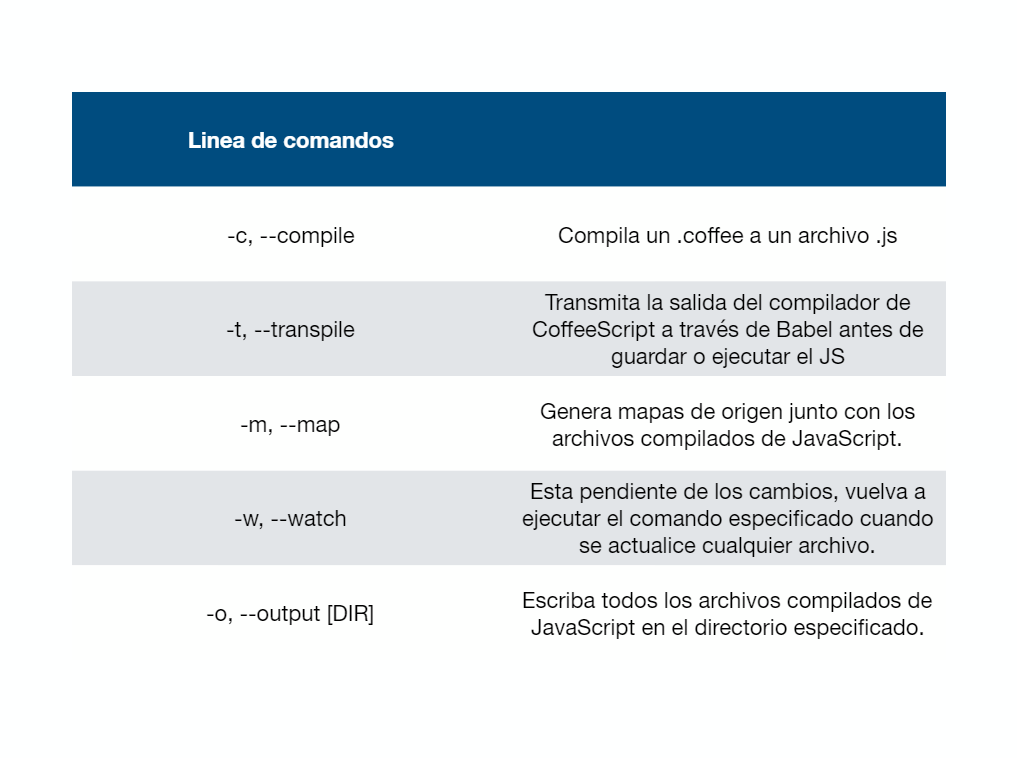 Linea de comandos
-c, --compile
Compila un .coffee a un archivo .js
-t, --transpile
Transmita la salida del compilador de
CoffeeScript a través de Babel antes de
guardar o ejecutar el JS
-m, --map
Genera mapas de origen junto con los
archivos compilados de JavaScript.
-w, --watch
Esta pendiente de los cambios, vuelva a
ejecutar el comando especificado cuando
se actualice cualquier archivo.
-o, --output [DIR]
Escriba todos los archivos compilados de
JavaScript en el directorio especificado.